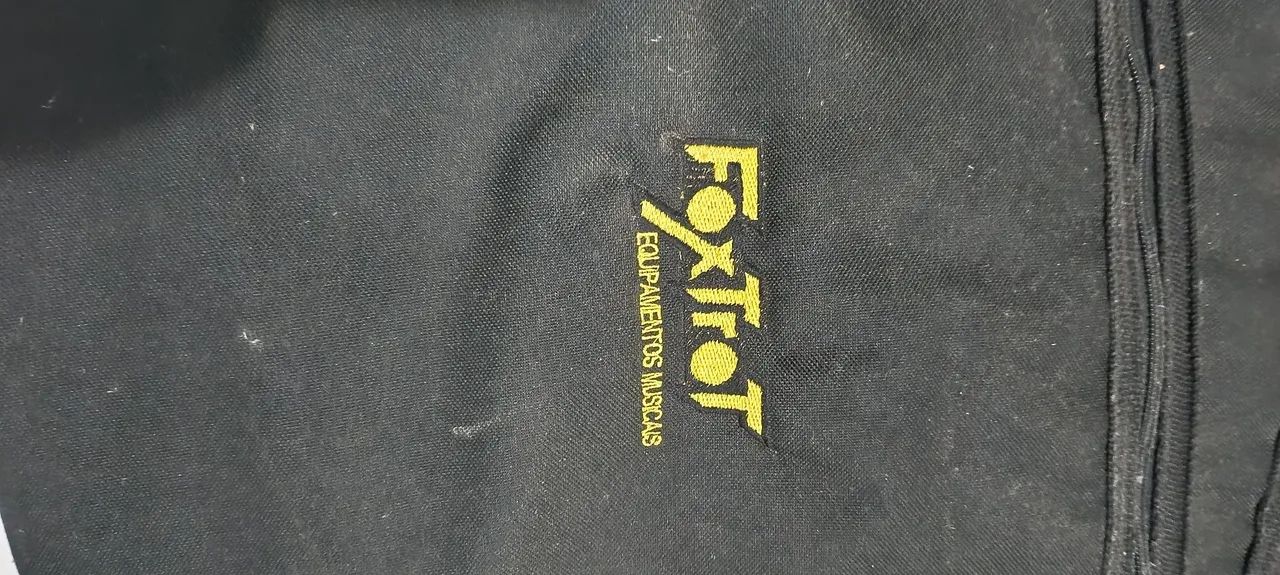 FoxTroT
EQUIPAMENTOS MUSICAIS